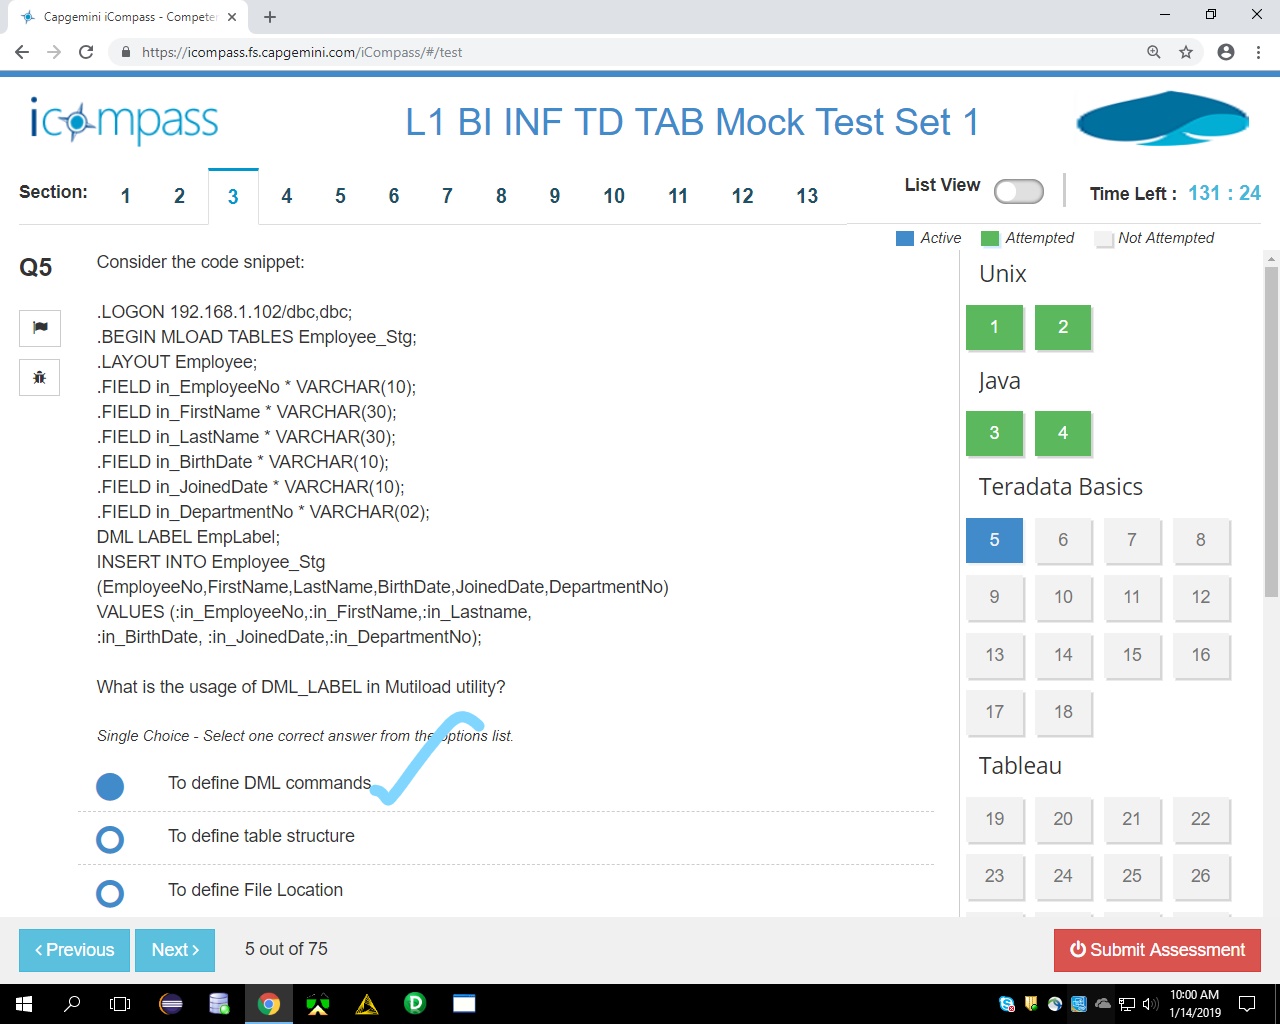 Capgemini iCompass - Competen
https://icompass.fs.capgemini.com/iCompass/#/test
icompass
L1 BI INF TD TAB Mock Test Set 1
Section: 1 2 3 4 5 6 7 8 9 10 11 12 13
List View
Time Left : 131 : 24
Active Attempted Not Attempted
Q5
Consider the code snippet:
.LOGON 192.168.1.102/dbc,dbc;
.BEGIN MLOAD TABLES Employee_Stg;
.LAYOUT Employee;
.FIELD in_EmployeeNo * VARCHAR(10);
.FIELD in_FirstName * VARCHAR(30);
.FIELD in_LastName * VARCHAR(30);
.FIELD in_BirthDate * VARCHAR(10);
.FIELD in_JoinedDate * VARCHAR(10);
.FIELD in_DepartmentNo * VARCHAR(02);
DML LABEL EmpLabel;
INSERT INTO Employee_Stg
(EmployeeNo,FirstName,LastName,BirthDate,JoinedDate,DepartmentNo)
VALUES (:in_EmployeeNo,:in_FirstName,:in_Lastname,
:in_BirthDate, :in_JoinedDate,:in_DepartmentNo);
What is the usage of DML_LABEL in Mutiload utility?
Single Choice - Select one correct answer from the options list.
To define DML commands
To define table structure
To define File Location
Unix
1 2
Java
3 4
Teradata Basics
5 6 7 8
9 10 11 12
13 14 15 16
17 18
Tableau
19 20 21 22
23 24 25 26
Previous Next 5 out of 75
Submit Assessment
10:00 AM
1/14/2019